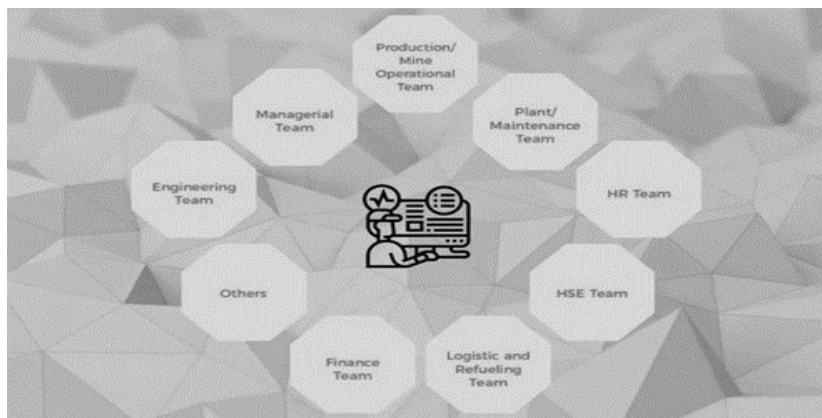 Production/
Mine
Operational
Team
Plant/
Maintenance
Team
HR Team
HSE Team
Logistic and
Refueling
Team
Finance
Team
Others
Engineering
Team
Managerial
Team